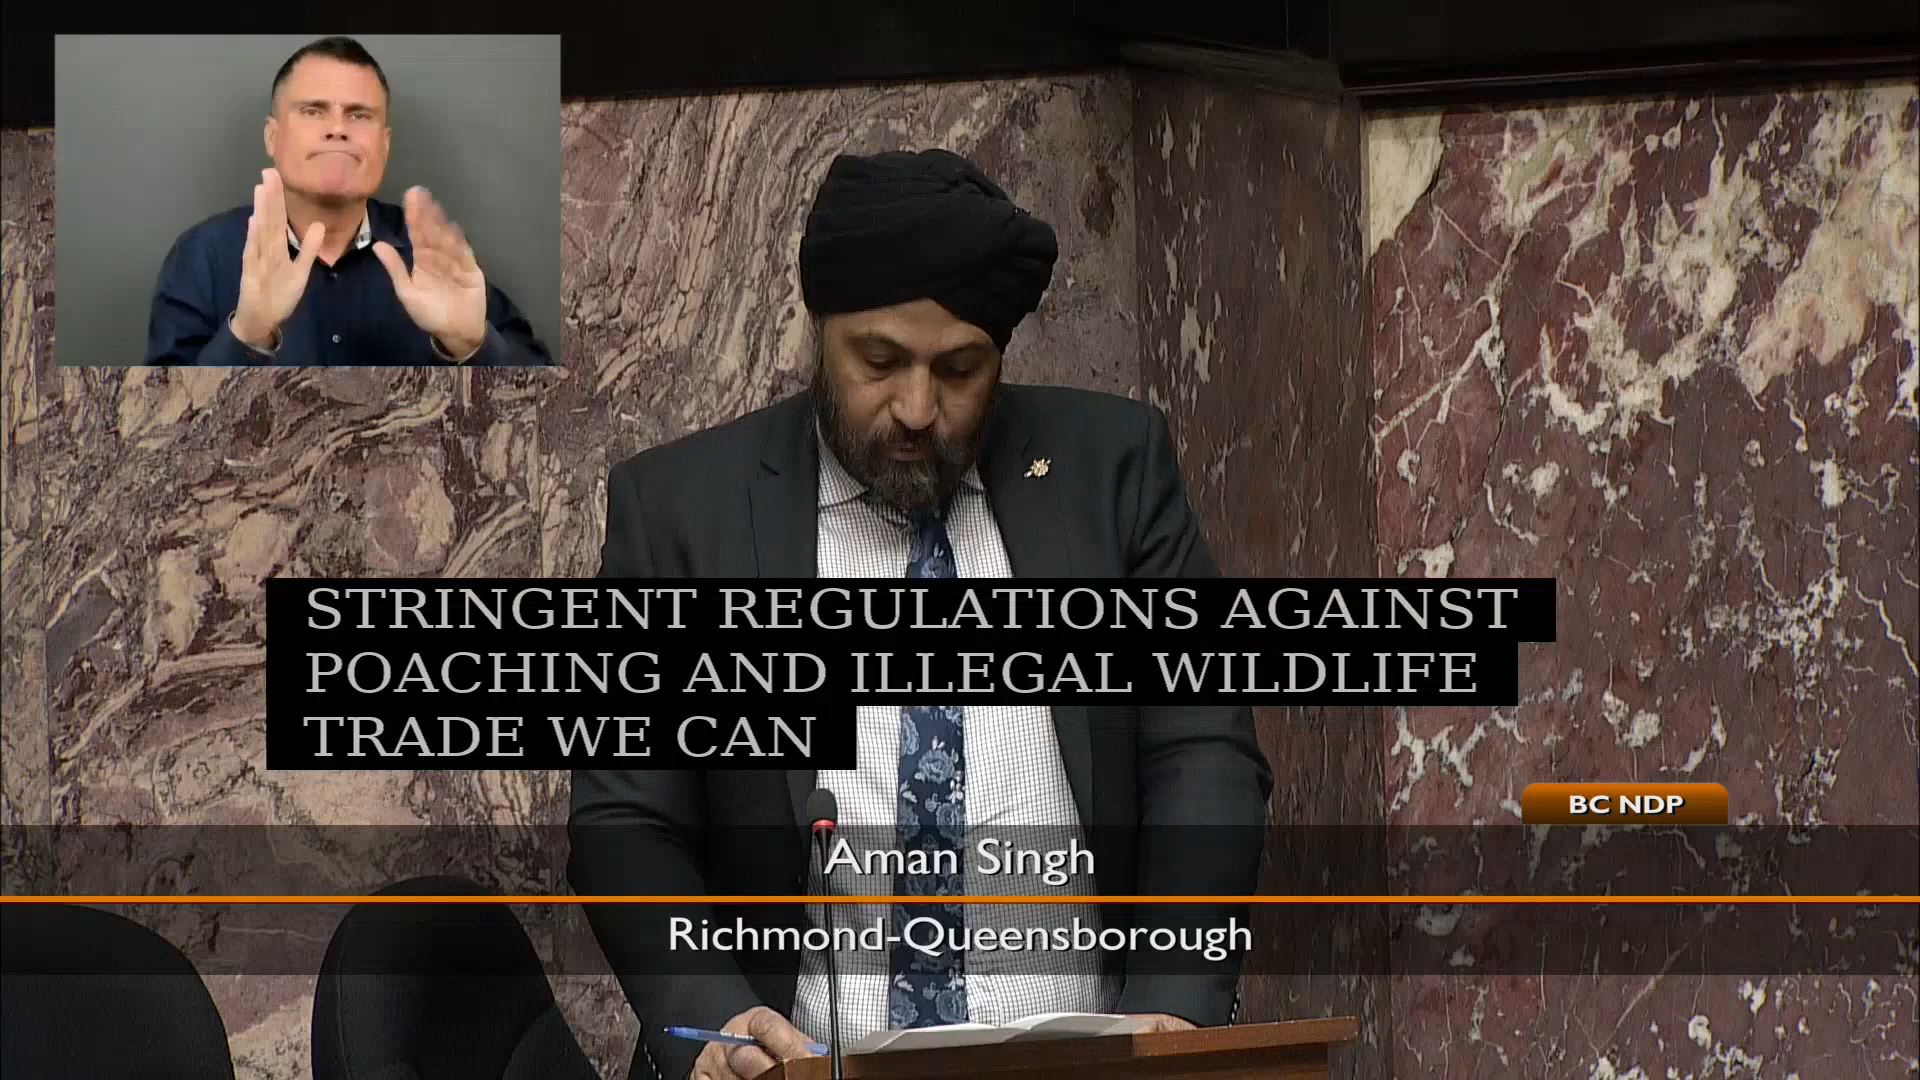 STRINGENT REGULATIONS AGAINST
POACHING AND ILLEGAL WILDLIFE
TRADE WE CAN
BC NDP
Aman Singh
Richmond-Queensborough